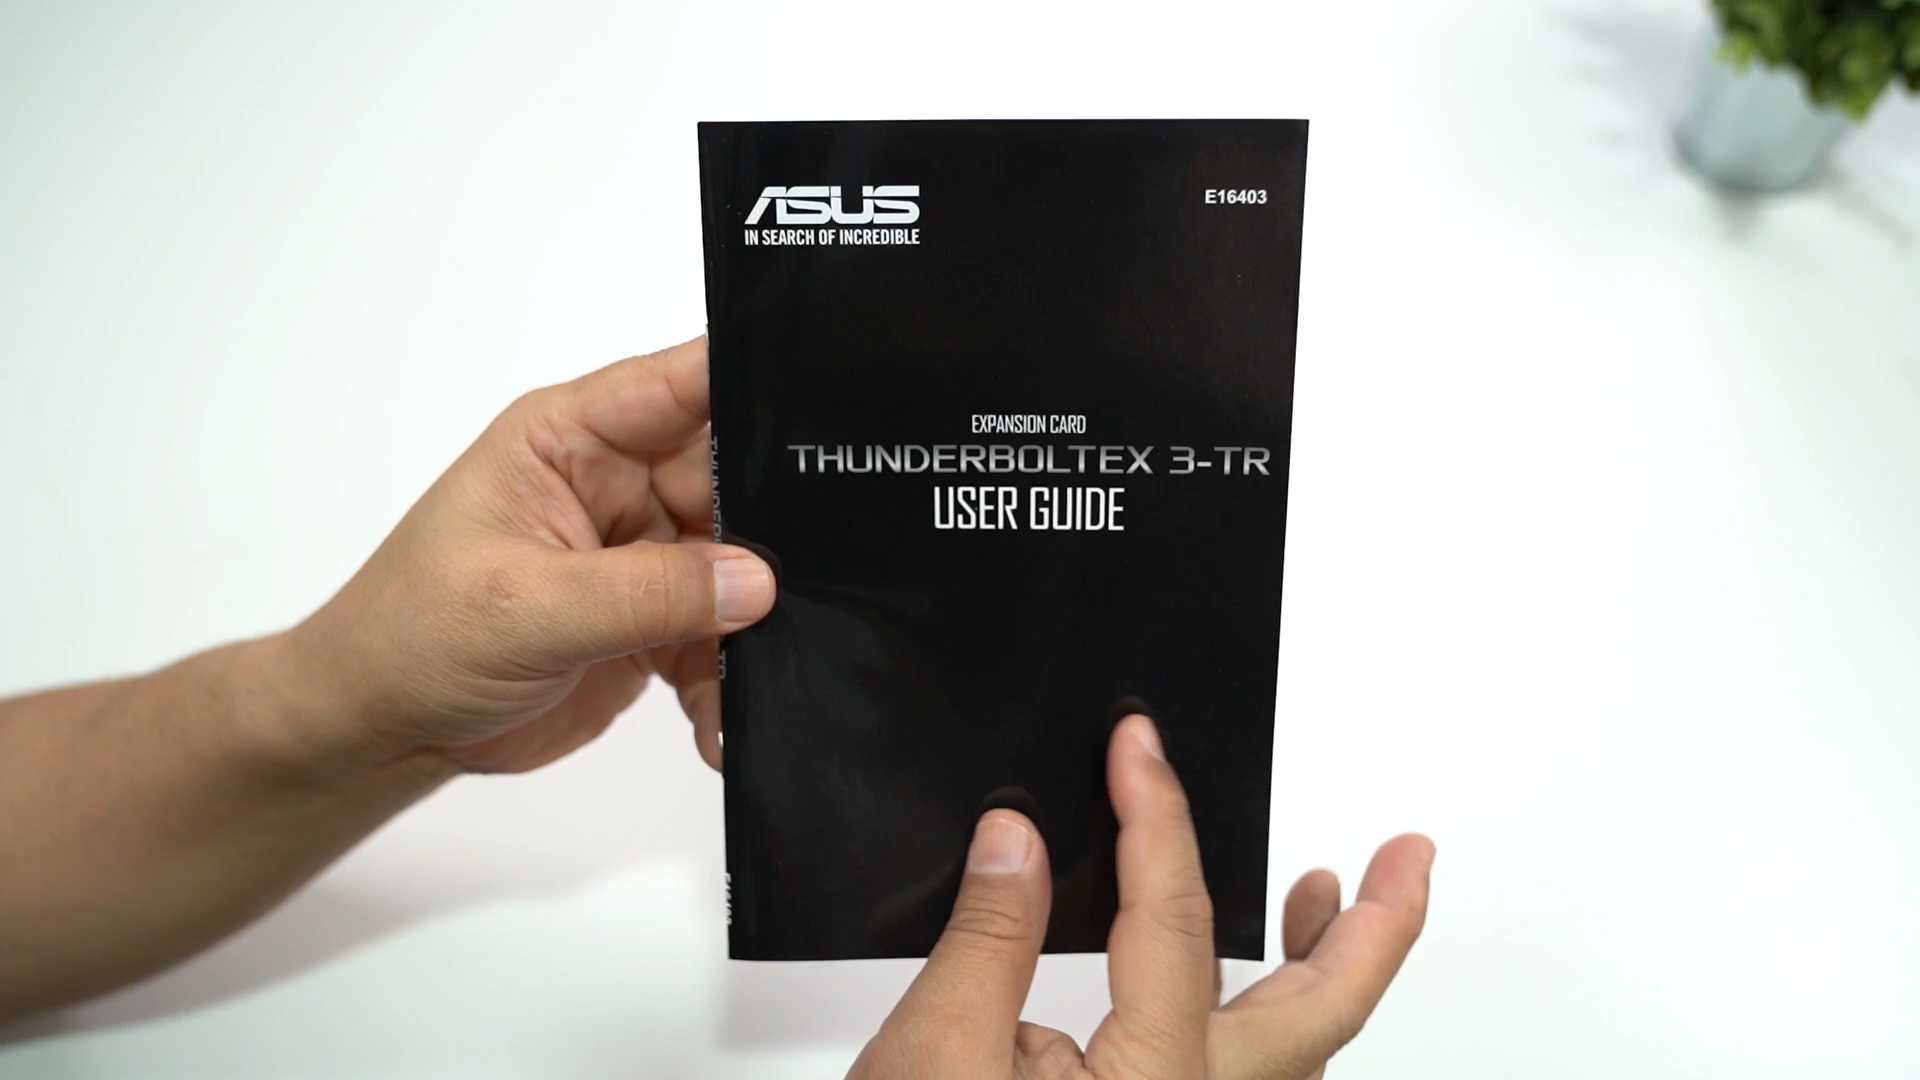 ASUS
IN SEARCH OF INCREDIBLE
E16403
EXPANSION CARD
THUNDERBOLTEX 3-TR
USER GUIDE